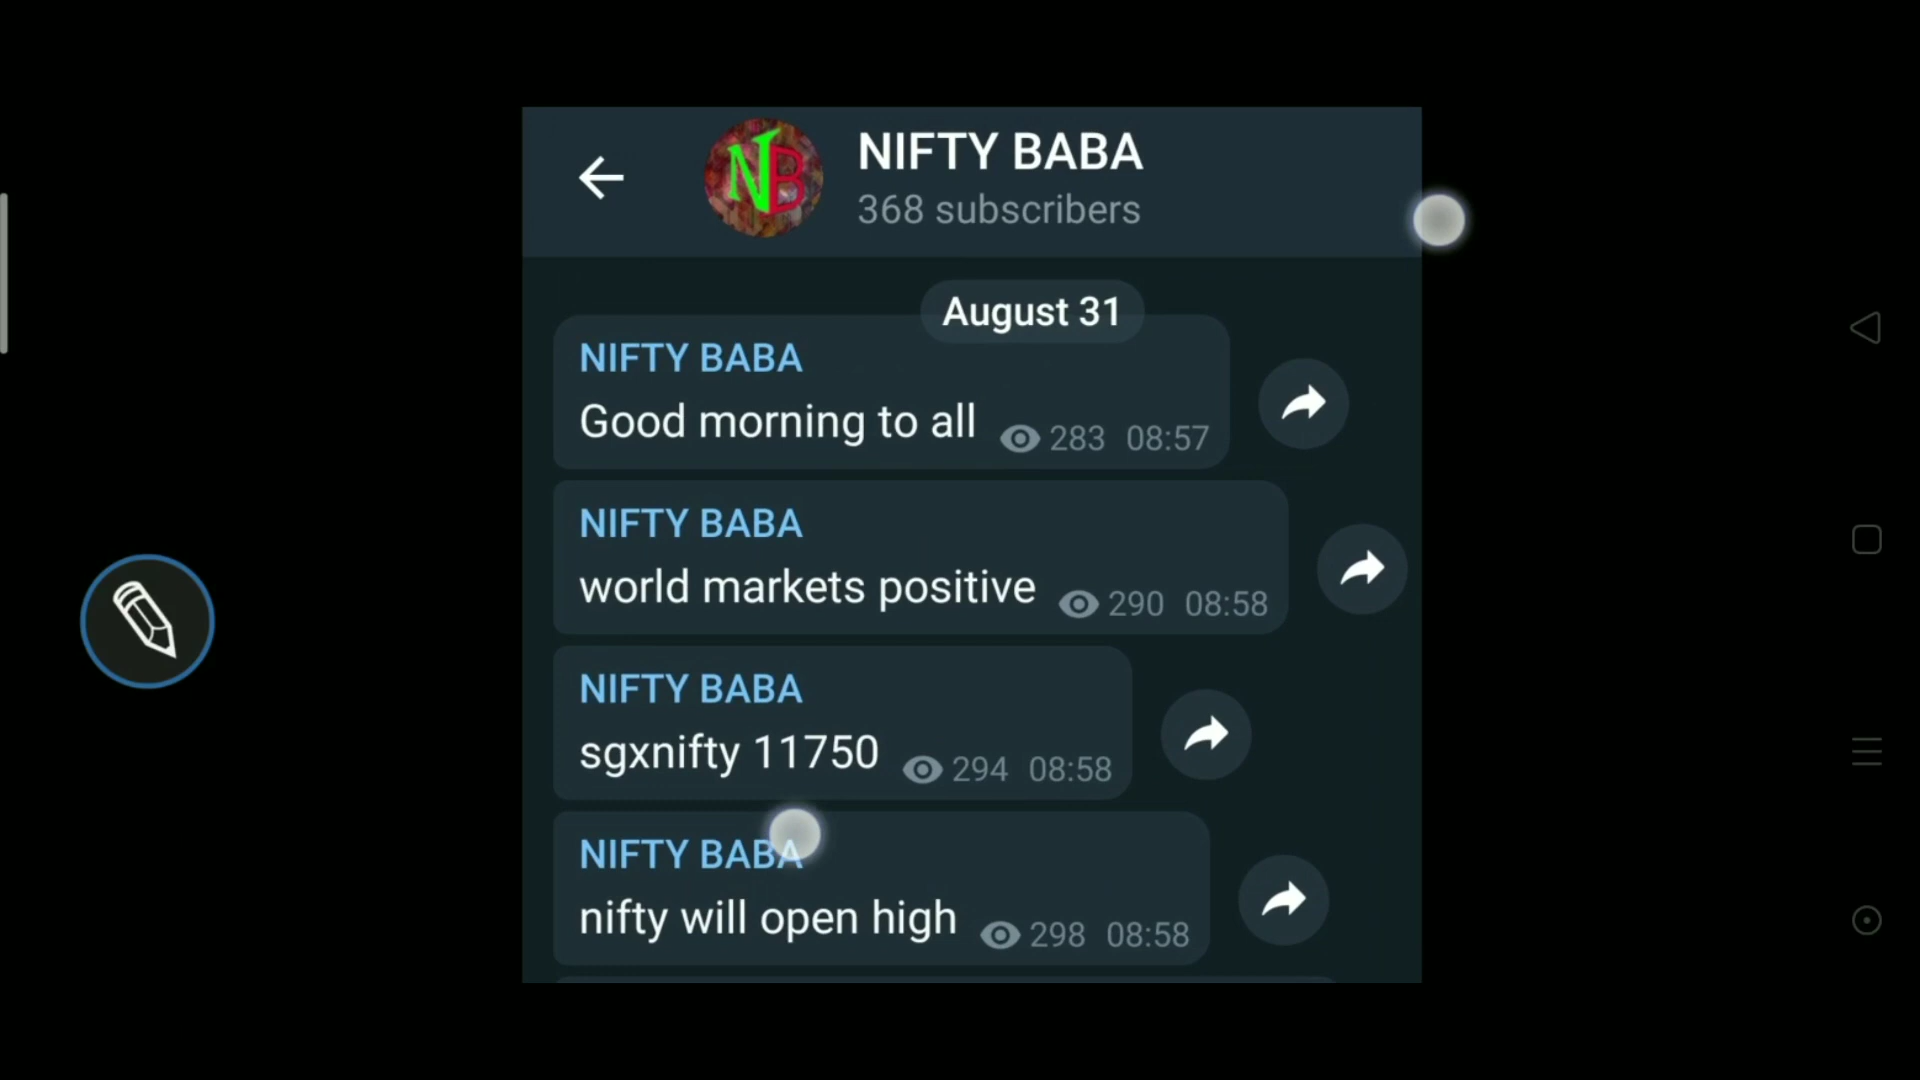 NIFTY BABA
368 subscribers
NB
August 31
NIFTY BABA
Good morning to all 283 08:57
NIFTY BABA
world markets positive 290 08:58
NIFTY BABA
sgxnifty 11750 294 08:58
NIFTY BABA
nifty will open high 298 08:58